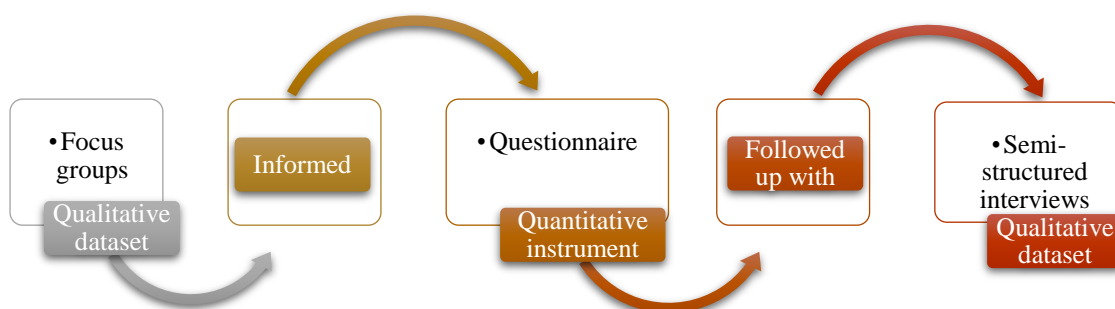 •Focus
groups
Qualitative
dataset
Informed
•Questionnaire
Quantitative
instrument
Followed
up with
•Semi-
structured
interviews
Qualitative
dataset